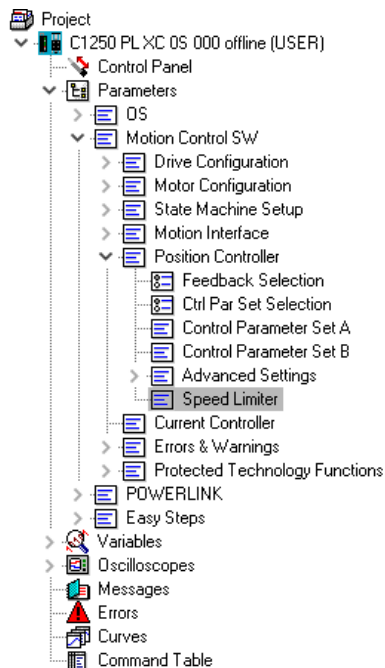 Project
C1250 PL XC 0S 000 offline (USER)
Control Panel
Parameters
OS
Motion Control SW
Drive Configuration
Motor Configuration
State Machine Setup
Motion Interface
Position Controller
Feedback Selection
Ctrl Par Set Selection
Control Parameter Set A
Control Parameter Set B
Advanced Settings
Speed Limiter
Current Controller
Errors & Warnings
Protected Technology Functions
POWERLINK
Easy Steps
Variables
Oscilloscopes
Messages
Errors
Curves
Command Table